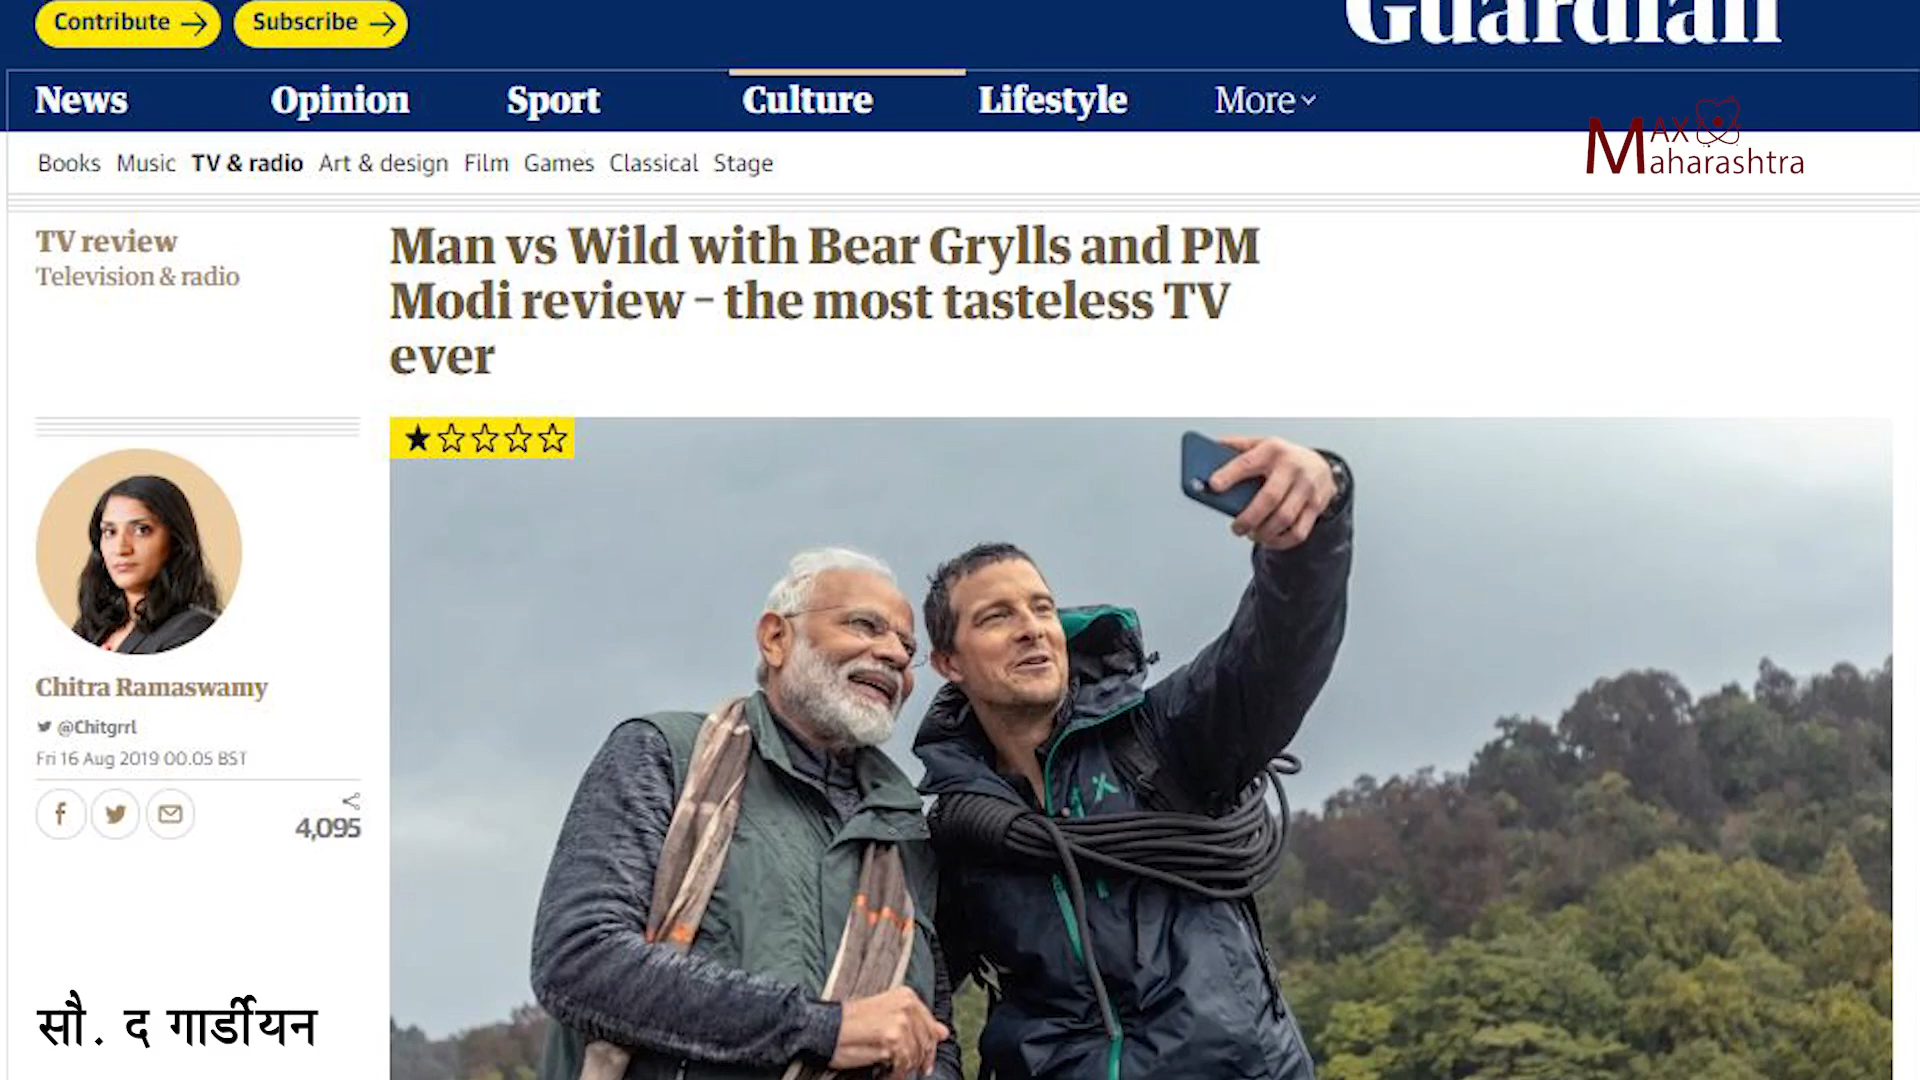 Contribute →
Subscribe →
Guardian
News Opinion Sport Culture Lifestyle More
MAX
Maharashtra
Books Music TV & radio Art & design Film Games Classical Stage
TV review
Television & radio
Man vs Wild with Bear Grylls and PM
Modi review – the most tasteless TV
ever
Chitra Ramaswamy
@Chitgrrl
Fri 16 Aug 2019 00.05 BST
4,095
सौ. द गार्डीयन